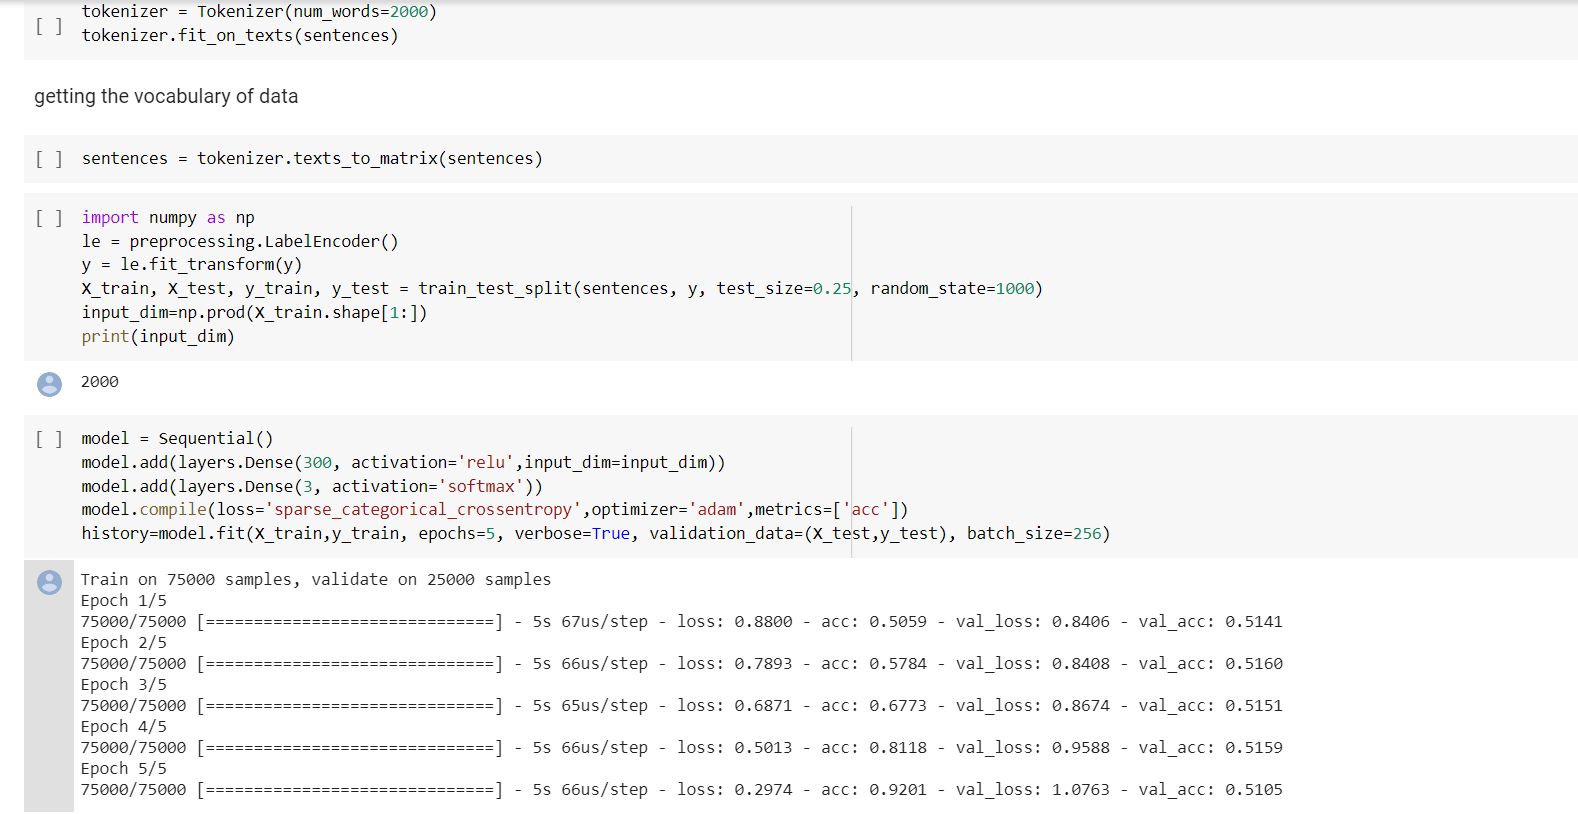 tokenizer = Tokenizer(num_words=2000)
[ ] tokenizer.fit_on_texts(sentences)
getting the vocabulary of data
[ ] sentences = tokenizer.texts_to_matrix(sentences)
[ ] import numpy as np
le = preprocessing.LabelEncoder()
y = le.fit_transform(y)
X_train, X_test, y_train, y_test = train_test_split(sentences, y, test_size=0.25, random_state=1000)
input_dim=np.prod(X_train.shape[1:])
print(input_dim)
2000
[ ] model = Sequential()
model.add(layers.Dense(300, activation='relu',input_dim=input_dim))
model.add(layers.Dense(3, activation='softmax'))
model.compile(loss='sparse_categorical_crossentropy',optimizer='adam',metrics=['acc'])
history=model.fit(X_train,y_train, epochs=5, verbose=True, validation_data=(X_test,y_test), batch_size=256)
Train on 75000 samples, validate on 25000 samples
Epoch 1/5
75000/75000 [==============================] - 5s 67us/step - loss: 0.8800 - acc: 0.5059 - val_loss: 0.8406 - val_acc: 0.5141
Epoch 2/5
75000/75000 [==============================] - 5s 66us/step - loss: 0.7893 - acc: 0.5784 - val_loss: 0.8408 - val_acc: 0.5160
Epoch 3/5
75000/75000 [==============================] - 5s 65us/step - loss: 0.6871 - acc: 0.6773 - val_loss: 0.8674 - val_acc: 0.5151
Epoch 4/5
75000/75000 [==============================] - 5s 66us/step - loss: 0.5013 - acc: 0.8118 - val_loss: 0.9588 - val_acc: 0.5159
Epoch 5/5
75000/75000 [==============================] - 5s 66us/step - loss: 0.2974 - acc: 0.9201 - val_loss: 1.0763 - val_acc: 0.5105